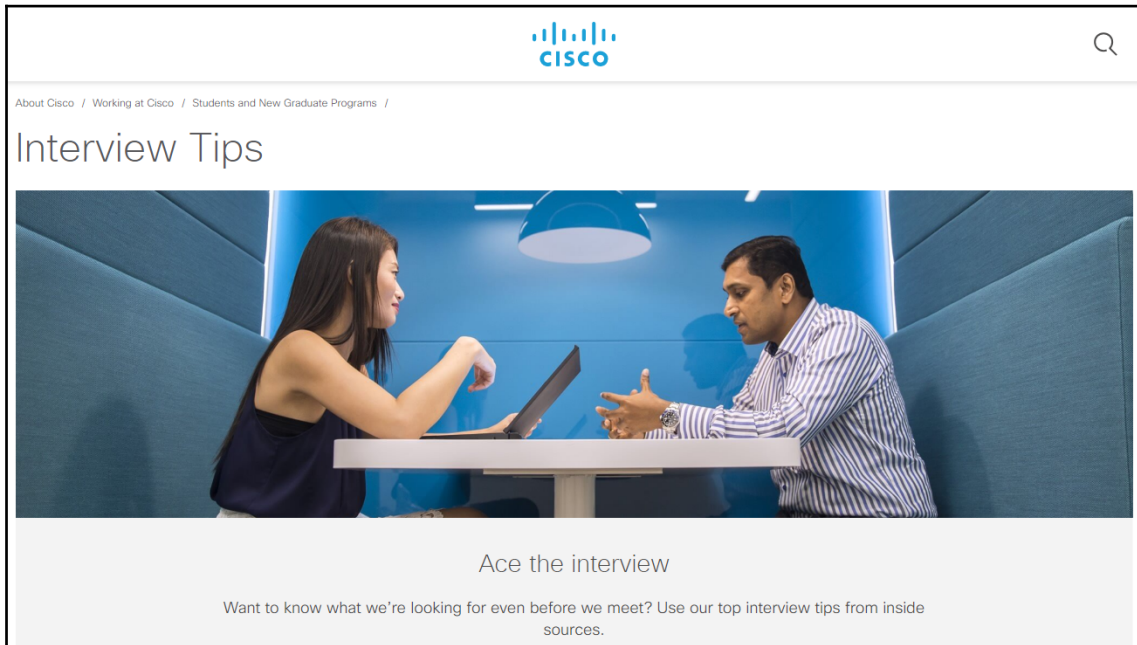 CISCO
About Cisco / Working at Cisco / Students and New Graduate Programs /
Interview Tips
Ace the interview
Want to know what we're looking for even before we meet? Use our top interview tips from inside
sources.